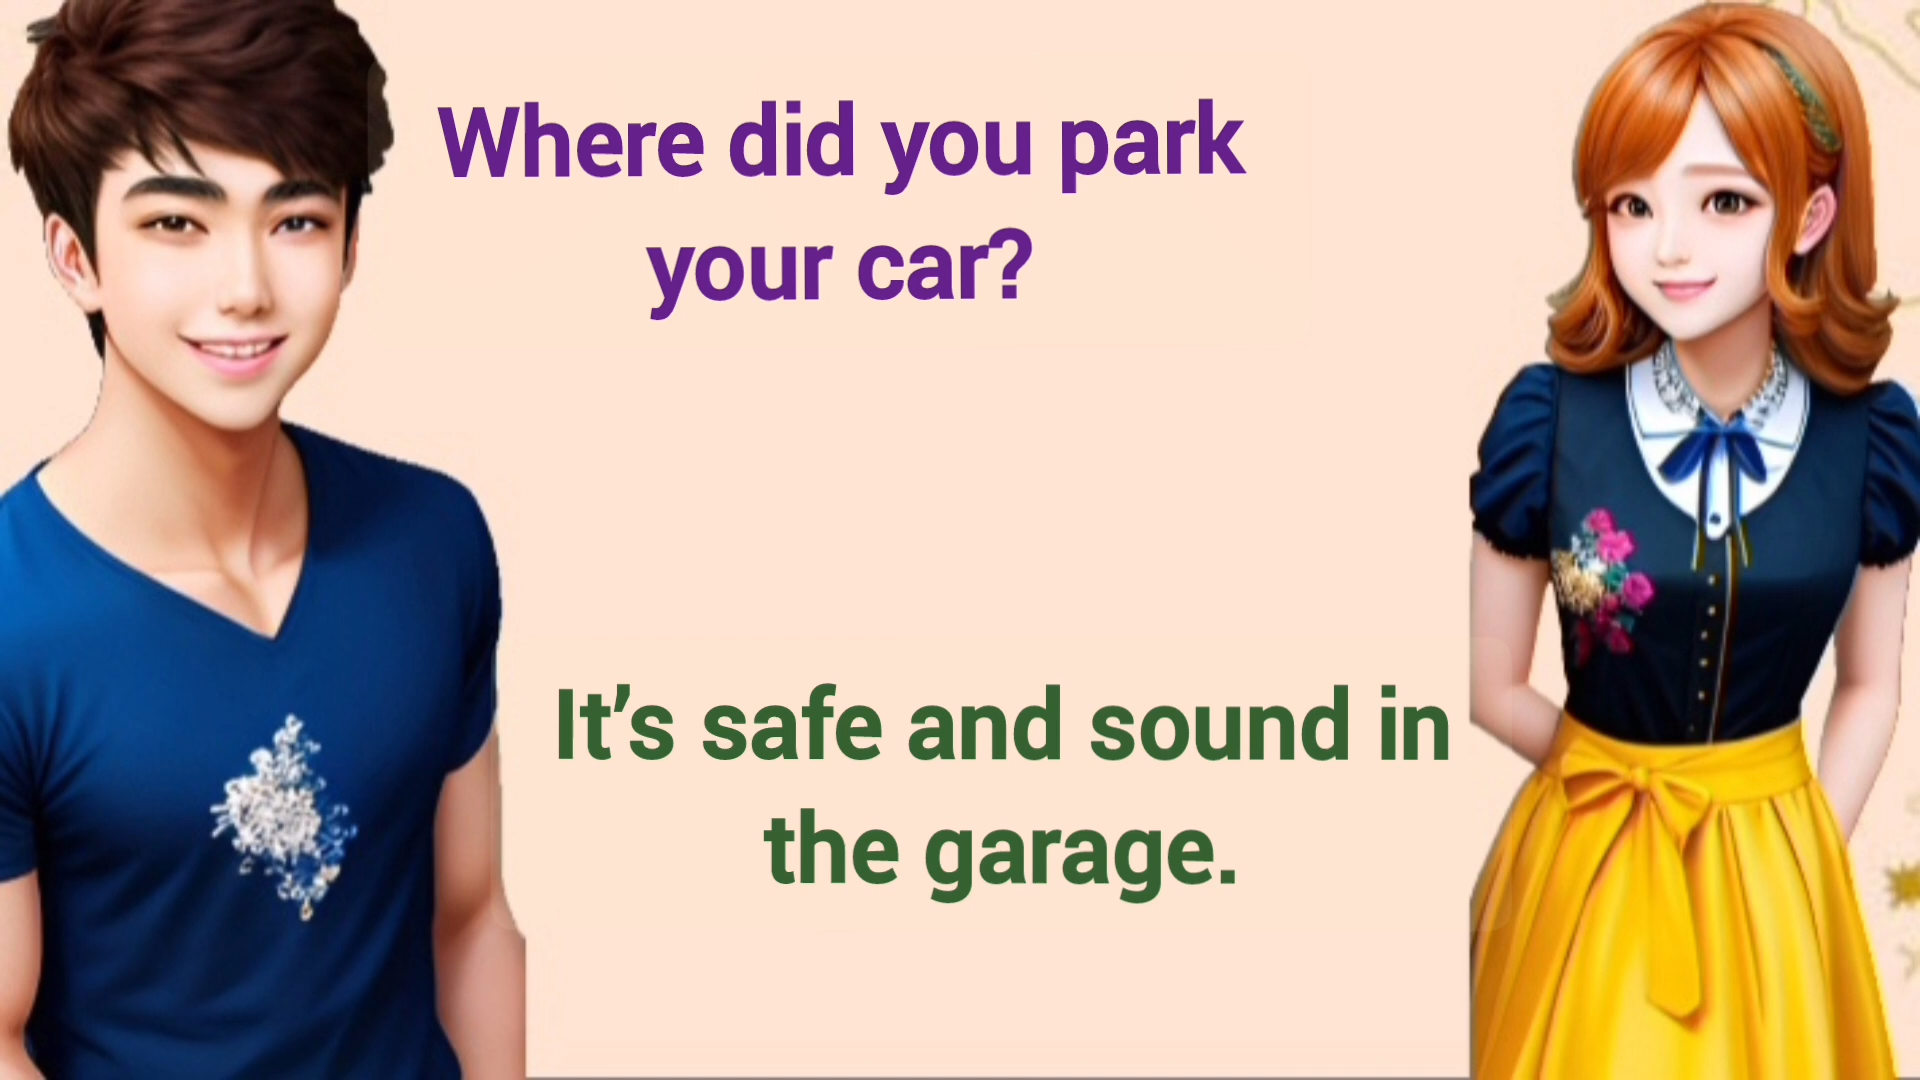 Where did you park
your car?
It’s safe and sound in
the garage.